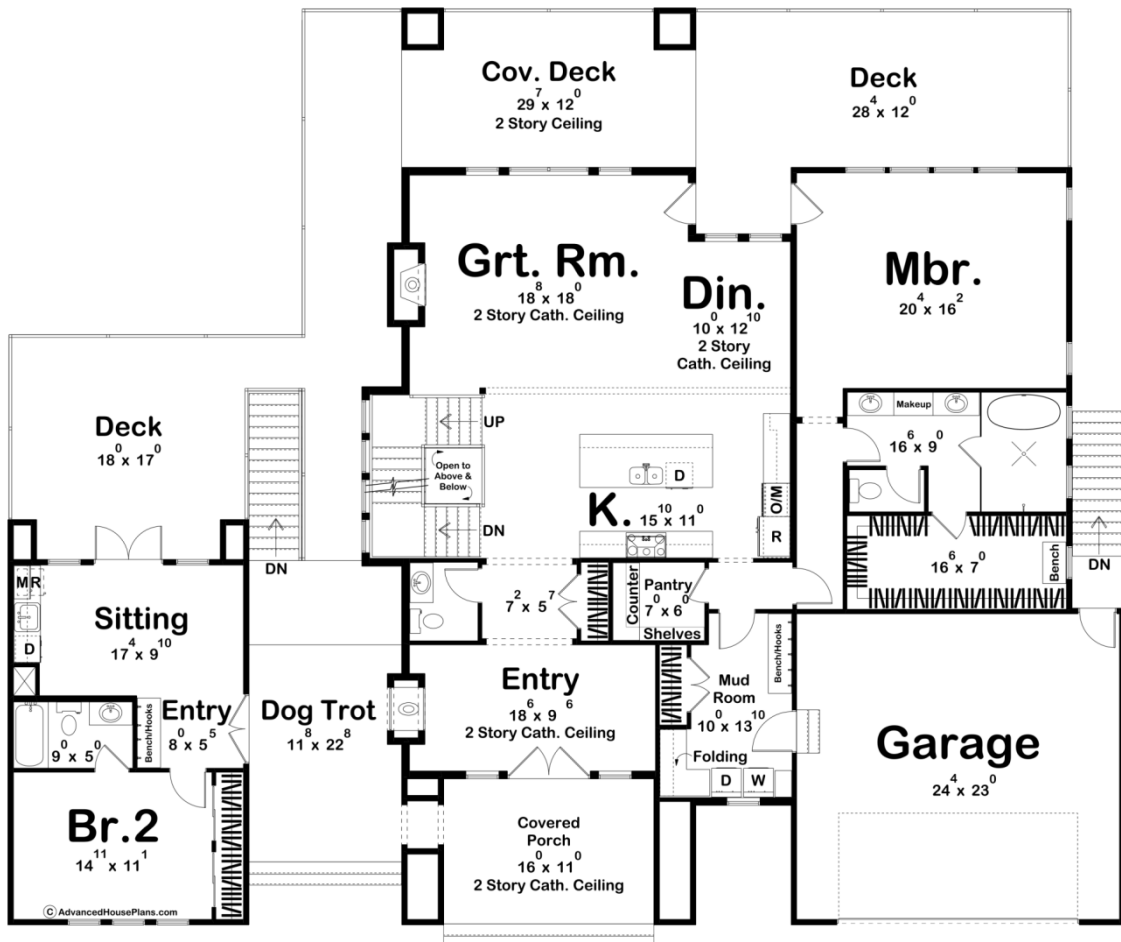 Cov. Deck
29⁷ x 12⁰
2 Story Ceiling
Deck
28⁴ x 12⁰
Grt. Rm.
18⁸ x 18⁰
2 Story Cath. Ceiling
Din.
10⁰ x 12¹⁰
2 Story
Cath. Ceiling
Mbr.
20⁴ x 16²
Deck
18⁰ x 17⁰
UP
Open to
Above &
Below
DN
DN
D
K.
15¹⁰ x 11⁰
O/M
R
Makeup
16⁶ x 9⁰
16⁶ x 7⁰
Bench
DN
MR
D
Sitting
17⁴ x 9¹⁰
7² x 5⁷
Counter
Pantry
7⁰ x 6⁰
Shelves
Bench/Hooks
Mud
Room
10⁰ x 13¹⁰
Folding
D
W
Entry
18⁶ x 9⁶
2 Story Cath. Ceiling
Dog Trot
11⁸ x 22⁸
Bench/Hooks
Entry
8⁰ x 5⁵
9⁰ x 5⁰
Br.2
14¹¹ x 11¹
© AdvancedHousePlans.com
Covered
Porch
16⁰ x 11⁰
2 Story Cath. Ceiling
Garage
24⁴ x 23⁰